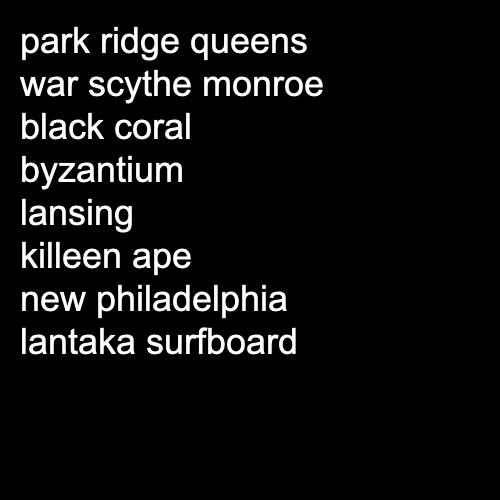 park ridge queens
war scythe monroe
black coral
byzantium
lansing
killeen ape
new philadelphia
lantaka surfboard